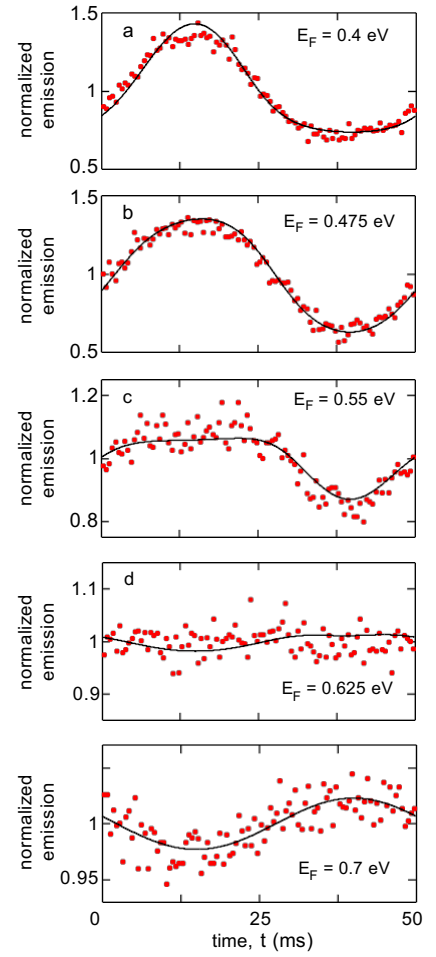 1.5
a
E_F = 0.4 eV
normalized
emission
1
0.5
1.5
b
E_F = 0.475 eV
normalized
emission
1
0.5
1.2
c
E_F = 0.55 eV
normalized
emission
1.0
0.8
d
1.1
normalized
emission
1
E_F = 0.625 eV
0.9
normalized
emission
1
E_F = 0.7 eV
0.95
0 25 50
time, t (ms)